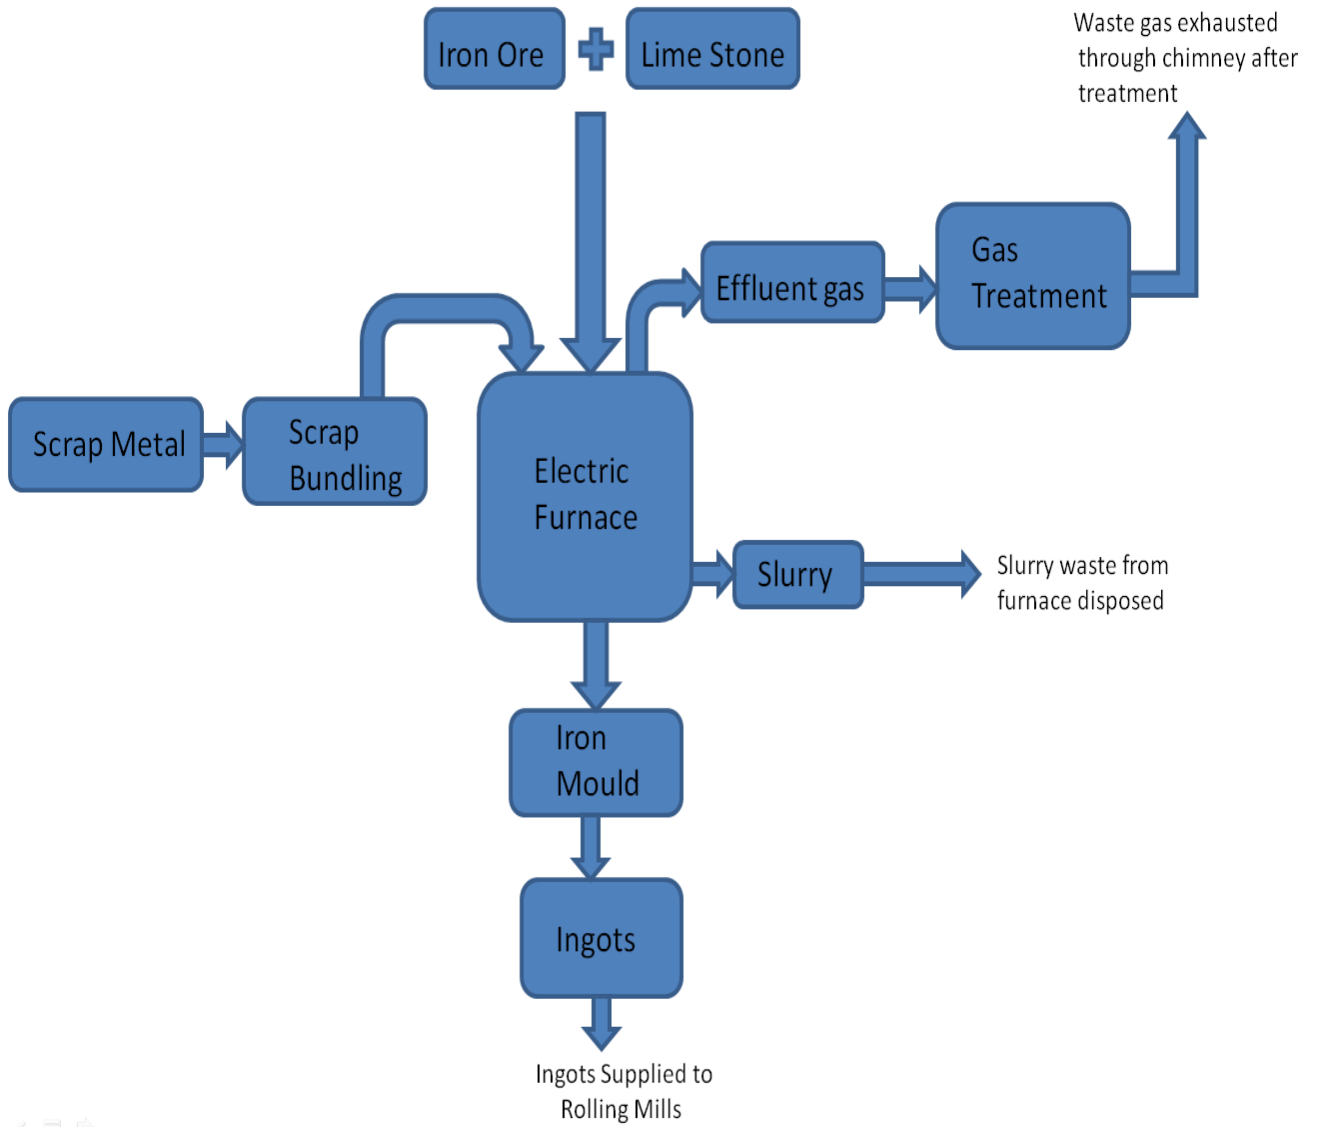 Iron Ore
Lime Stone
Waste gas exhausted
through chimney after
treatment
Gas
Treatment
Effluent gas
Scrap Metal
Scrap
Bundling
Electric
Furnace
Slurry
Slurry waste from
furnace disposed
Iron
Mould
Ingots
Ingots Supplied to
Rolling Mills